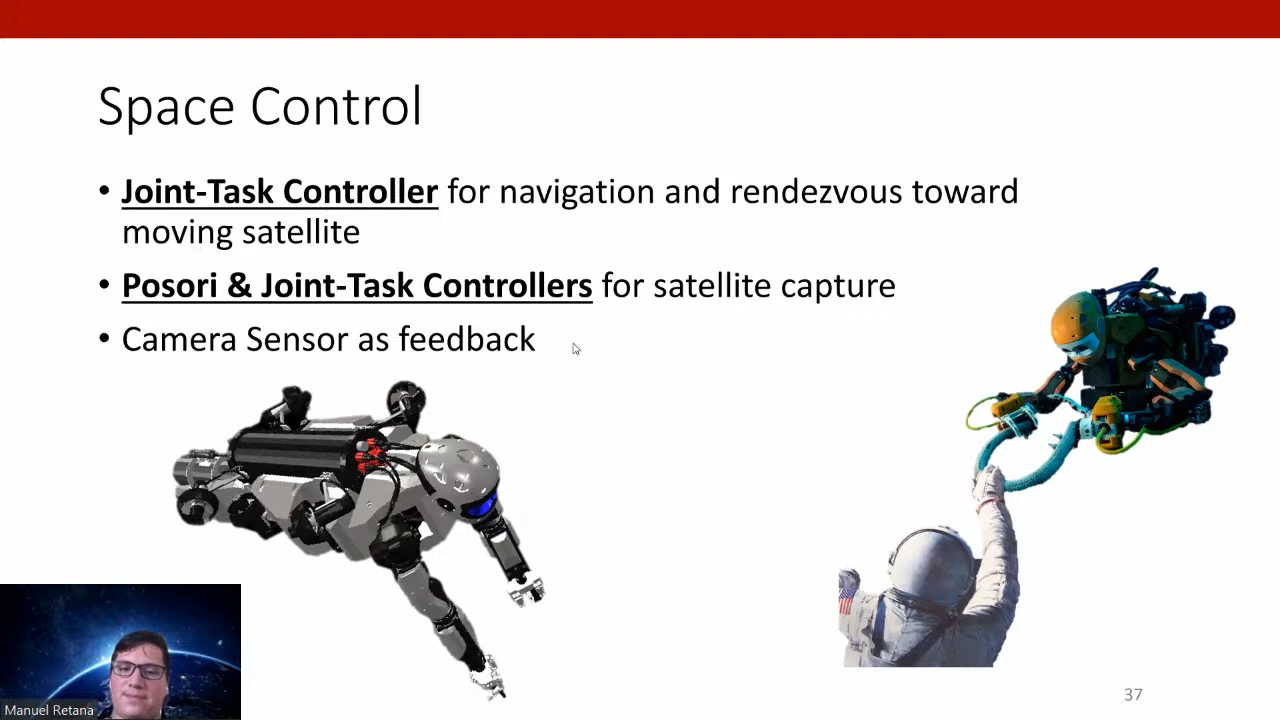 Space Control
• Joint-Task Controller for navigation and rendezvous toward
moving satellite
• Posori & Joint-Task Controllers for satellite capture
• Camera Sensor as feedback
Manuel Retana
37